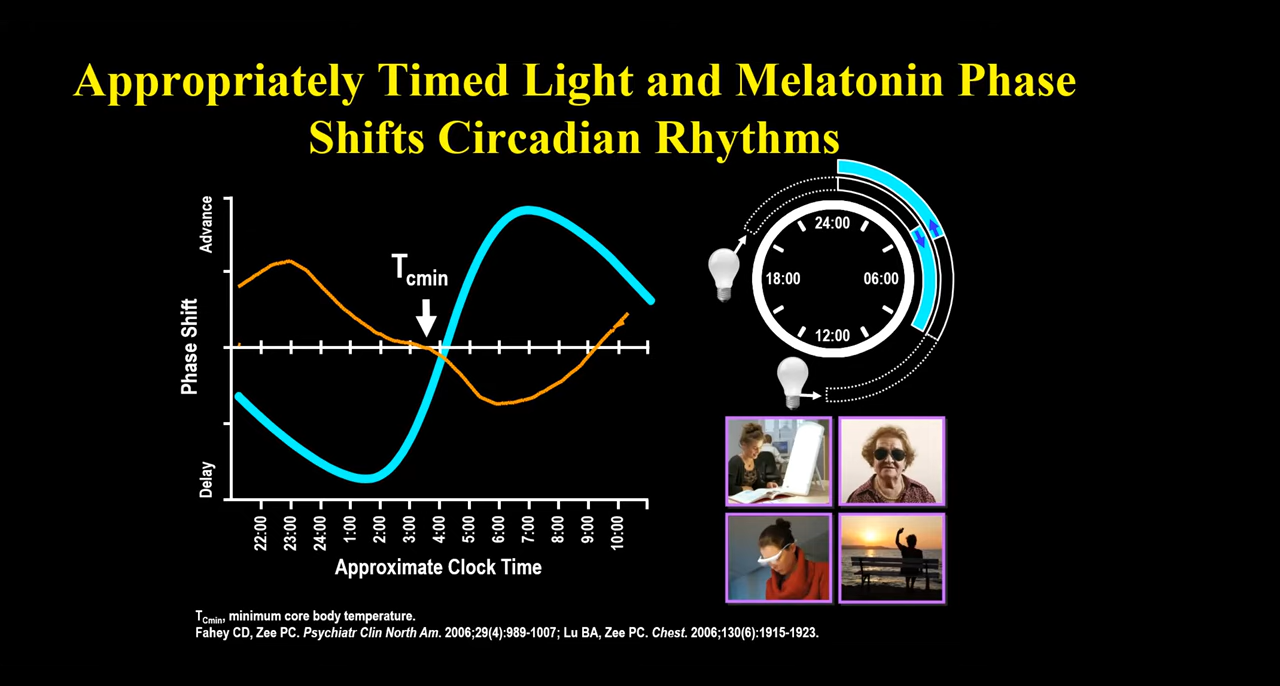 Appropriately Timed Light and Melatonin Phase
Shifts Circadian Rhythms
Advance
Phase Shift
Delay
Tcmin
22:00
23:00
24:00
1:00
2:00
3:00
4:00
5:00
6:00
7:00
8:00
9:00
10:00
Approximate Clock Time
24:00
18:00
06:00
12:00
TCmin, minimum core body temperature.
Fahey CD, Zee PC. Psychiatr Clin North Am. 2006;29(4):989-1007; Lu BA, Zee PC. Chest. 2006;130(6):1915-1923.